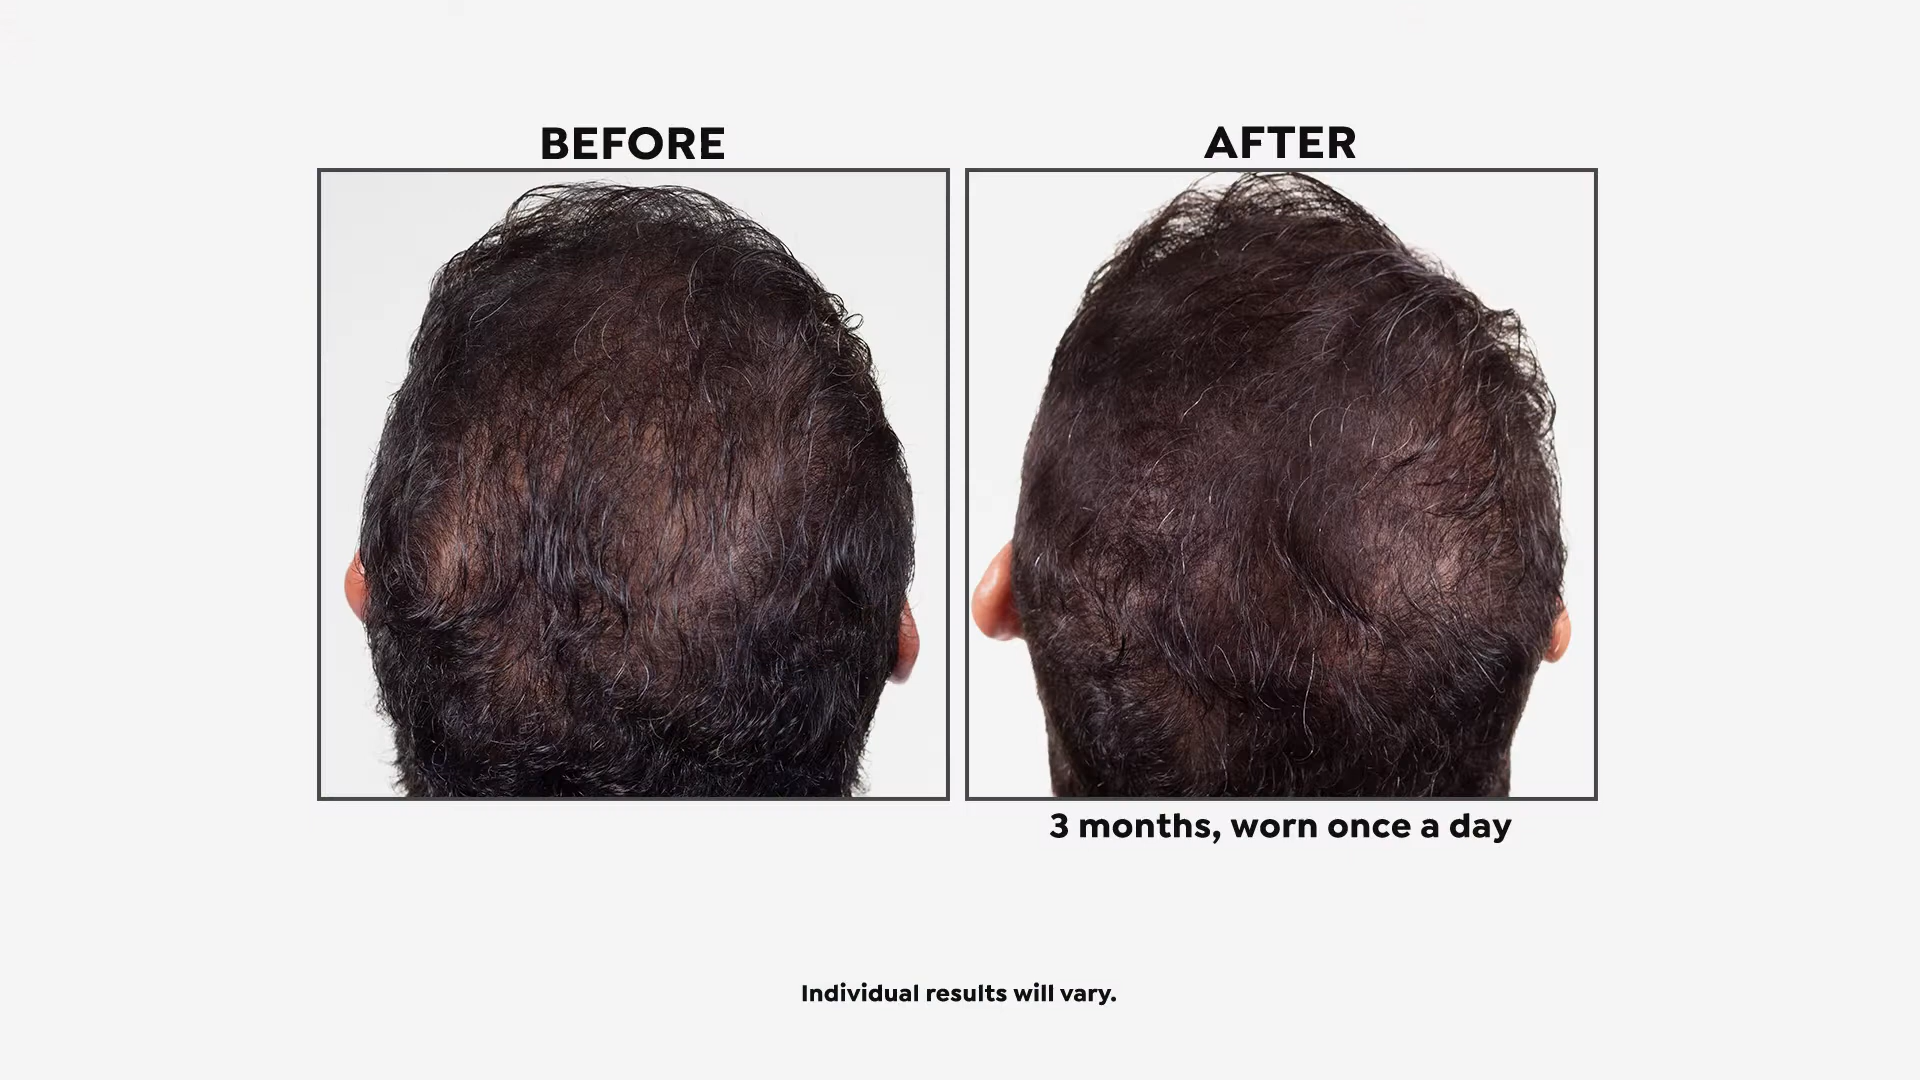 BEFORE
AFTER
3 months, worn once a day
Individual results will vary.